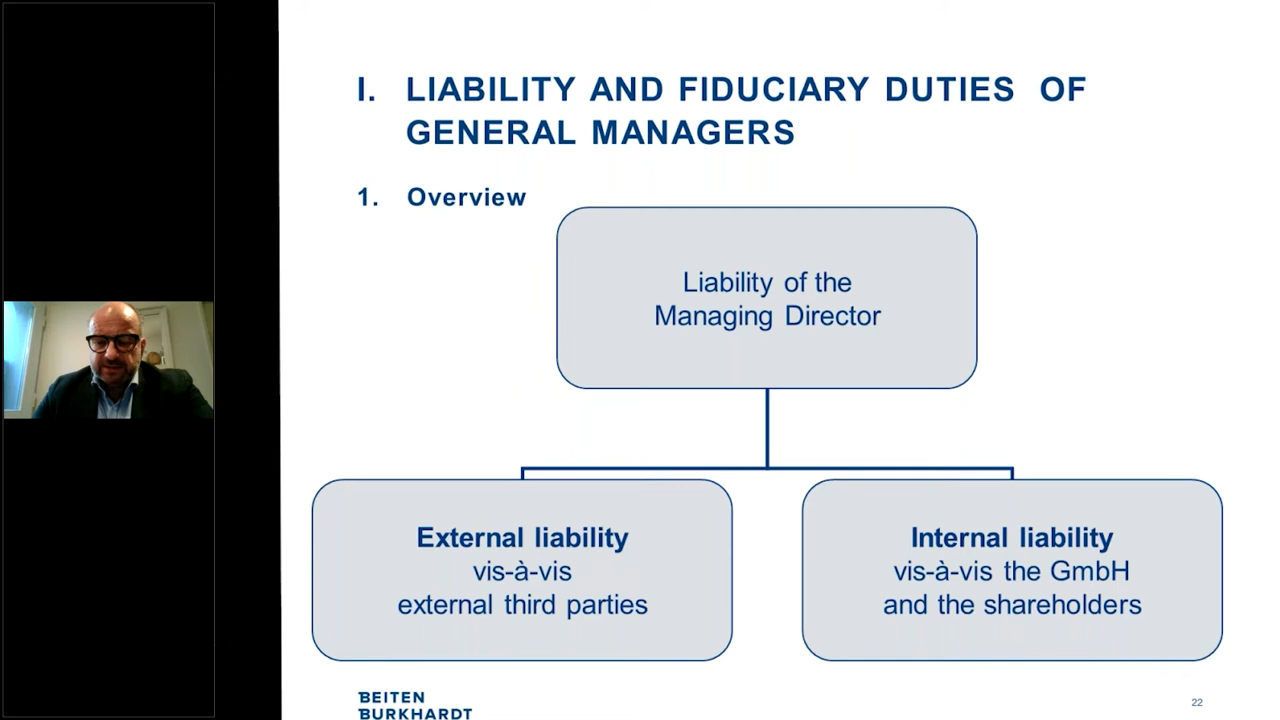 I. LIABILITY AND FIDUCIARY DUTIES OF
GENERAL MANAGERS
1. Overview
Liability of the
Managing Director
External liability
vis-à-vis
external third parties
Internal liability
vis-à-vis the GmbH
and the shareholders
BEITEN
BURKHARDT
22